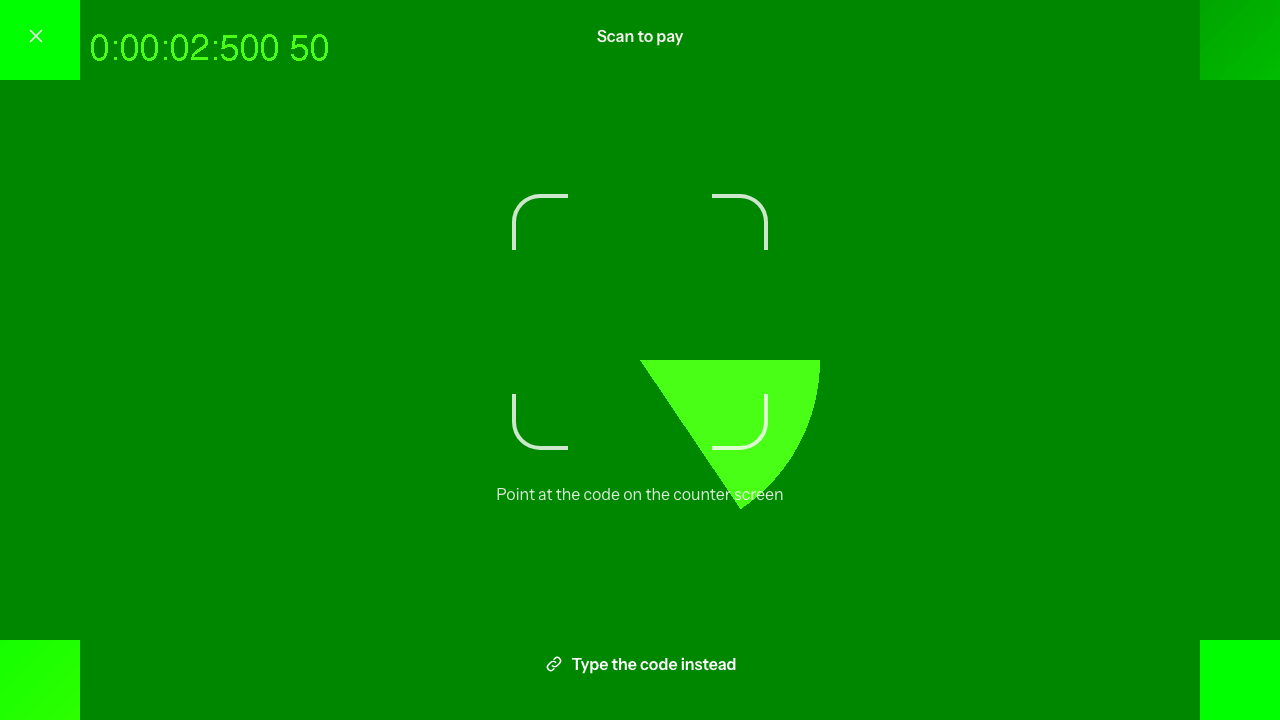 0:00:02:500 50
Scan to pay
Point at the code on the counter screen
Type the code instead